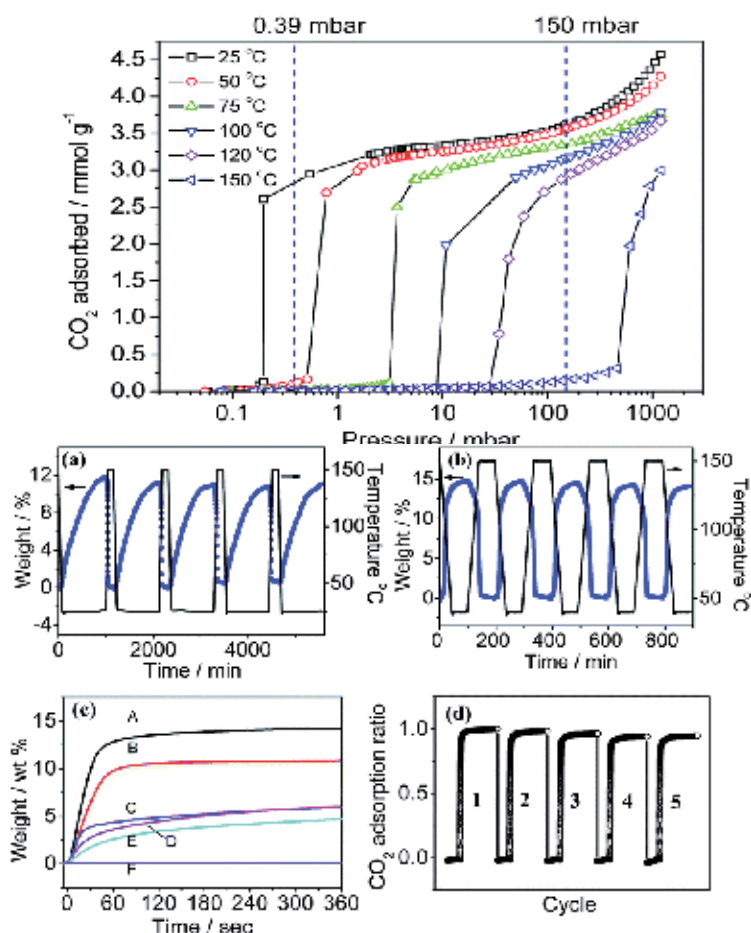 0.39 mbar 150 mbar
25 °C
50 °C
75 °C
100 °C
120 °C
150 °C
CO2 adsorbed / mmol g-1
4.5
4.0
3.5
3.0
2.5
2.0
1.5
1.0
0.5
0.0
0.1 1 10 100 1000
Pressure / mbar
(a)
Weight / %
12
8
4
0
-4
0 2000 4000
Time / min
150
100
50
Temperature °C
(b)
Weight / %
15
10
5
0
0 200 400 600 800
Time / min
150
100
50
Temperature °C
(c)
Weight / wt %
15
10
5
0
A
B
C
D
E
F
0 60 120 180 240 300 360
Time / sec
(d)
CO2 adsorption ratio
1.0
0.5
0.0
1 2 3 4 5
Cycle